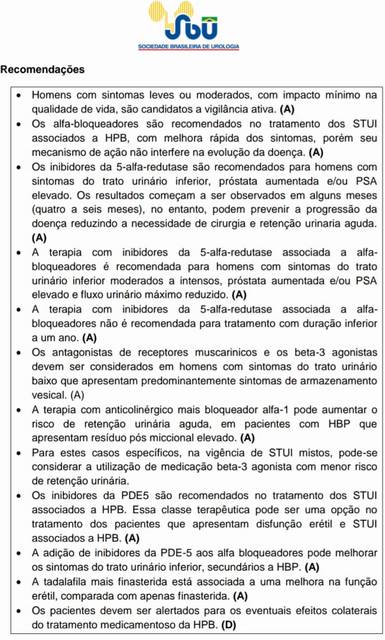 SBU
SOCIEDADE BRASILEIRA DE UROLOGIA
Recomendações
• Homens com sintomas leves ou moderados, com impacto mínimo na
qualidade de vida, são candidatos a vigilância ativa. (A)
• Os alfa-bloqueadores são recomendados no tratamento dos STUI
associados a HPB, com melhora rápida dos sintomas, porém seu
mecanismo de ação não interfere na evolução da doença. (A)
• Os inibidores da 5-alfa-redutase são recomendados para homens com
sintomas do trato urinário inferior, próstata aumentada e/ou PSA
elevado. Os resultados começam a ser observados em alguns meses
(quatro a seis meses), no entanto, podem prevenir a progressão da
doença reduzindo a necessidade de cirurgia e retenção urinaria aguda.
(A)
• A terapia com inibidores da 5-alfa-redutase associada a alfa-
bloqueadores é recomendada para homens com sintomas do trato
urinário inferior moderados a intensos, próstata aumentada e/ou PSA
elevado e fluxo urinário máximo reduzido. (A)
• A terapia com inibidores da 5-alfa-redutase associada a alfa-
bloqueadores não é recomendada para tratamento com duração inferior
a um ano. (A)
• Os antagonistas de receptores muscarinicos e os beta-3 agonistas
devem ser considerados em homens com sintomas do trato urinário
baixo que apresentam predominantemente sintomas de armazenamento
vesical. (A)
• A terapia com anticolinérgico mais bloqueador alfa-1 pode aumentar o
risco de retenção urinária aguda, em pacientes com HBP que
apresentam resíduo pós miccional elevado. (A)
• Para estes casos específicos, na vigência de STUI mistos, pode-se
considerar a utilização de medicação beta-3 agonista com menor risco
de retenção urinária.
• Os inibidores da PDE5 são recomendados no tratamento dos STUI
associados a HPB. Essa classe terapêutica pode ser uma opção no
tratamento dos pacientes que apresentam disfunção erétil e STUI
associados a HBP. (A)
• A adição de inibidores da PDE-5 aos alfa bloqueadores pode melhorar
os sintomas do trato urinário inferior, secundários a HBP. (A)
• A tadalafila mais finasterida está associada a uma melhora na função
erétil, comparada com apenas finasterida. (A)
• Os pacientes devem ser alertados para os eventuais efeitos colaterais
do tratamento medicamentoso da HPB. (D)